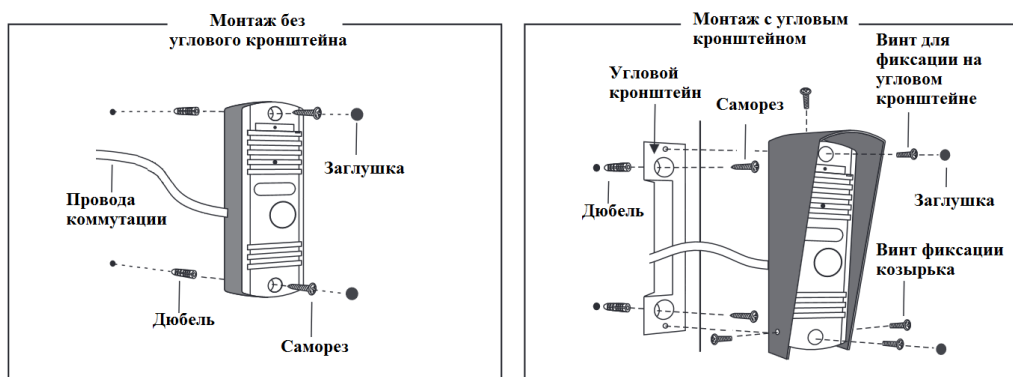 Монтаж без
углового кронштейна
Заглушка
Провода
коммутации
Дюбель
Саморез
Монтаж с угловым
кронштейном
Винт для
фиксации на
угловом
кронштейне
Угловой
кронштейн
Саморез
Дюбель
Заглушка
Винт фиксации
козырька